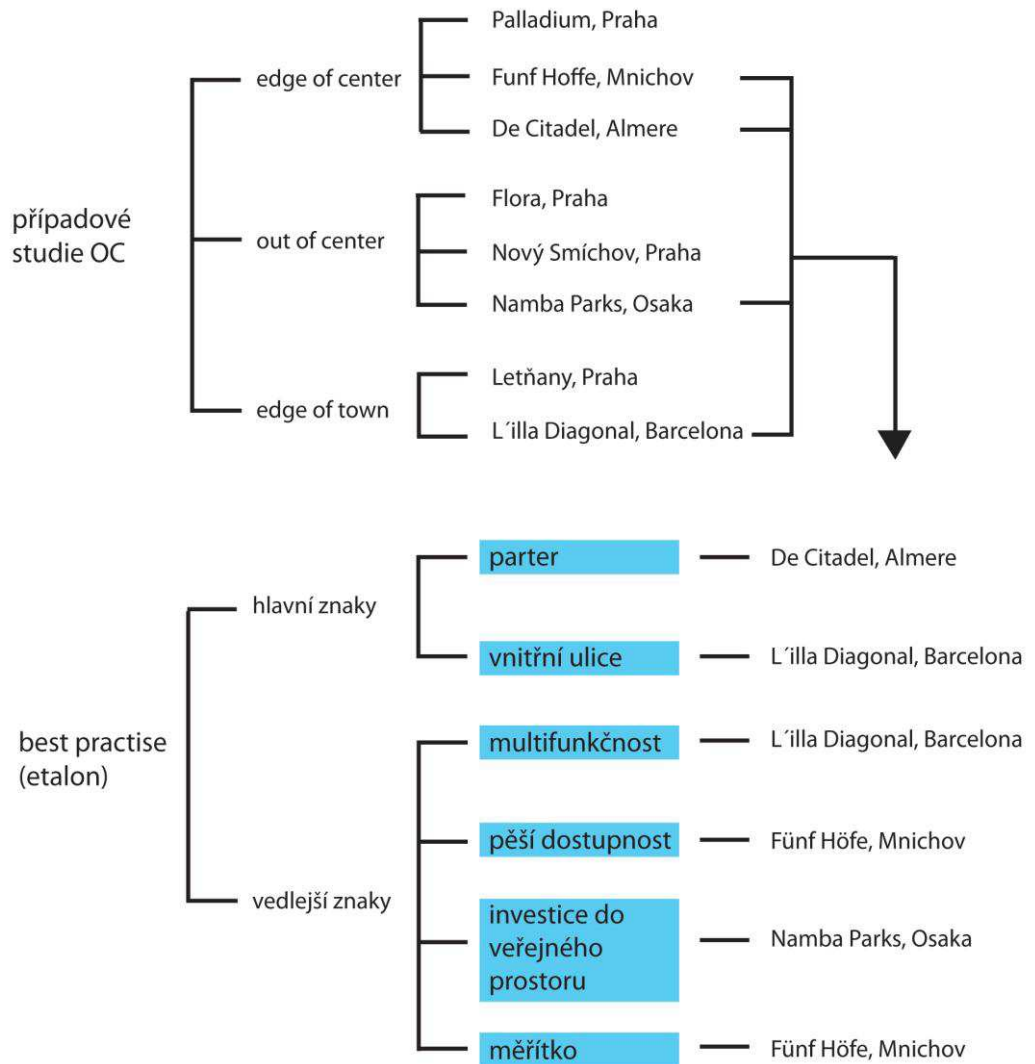 Palladium, Praha
edge of center
Funf Hoffe, Mnichov
De Citadel, Almere
případové
studie OC
Flora, Praha
out of center
Nový Smíchov, Praha
Namba Parks, Osaka
Letňany, Praha
edge of town
L´illa Diagonal, Barcelona
parter
De Citadel, Almere
hlavní znaky
vnitřní ulice
L´illa Diagonal, Barcelona
best practise
(etalon)
multifunkčnost
L´illa Diagonal, Barcelona
pěší dostupnost
Fünf Höfe, Mnichov
vedlejší znaky
investice do
veřejného
prostoru
Namba Parks, Osaka
měřítko
Fünf Höfe, Mnichov